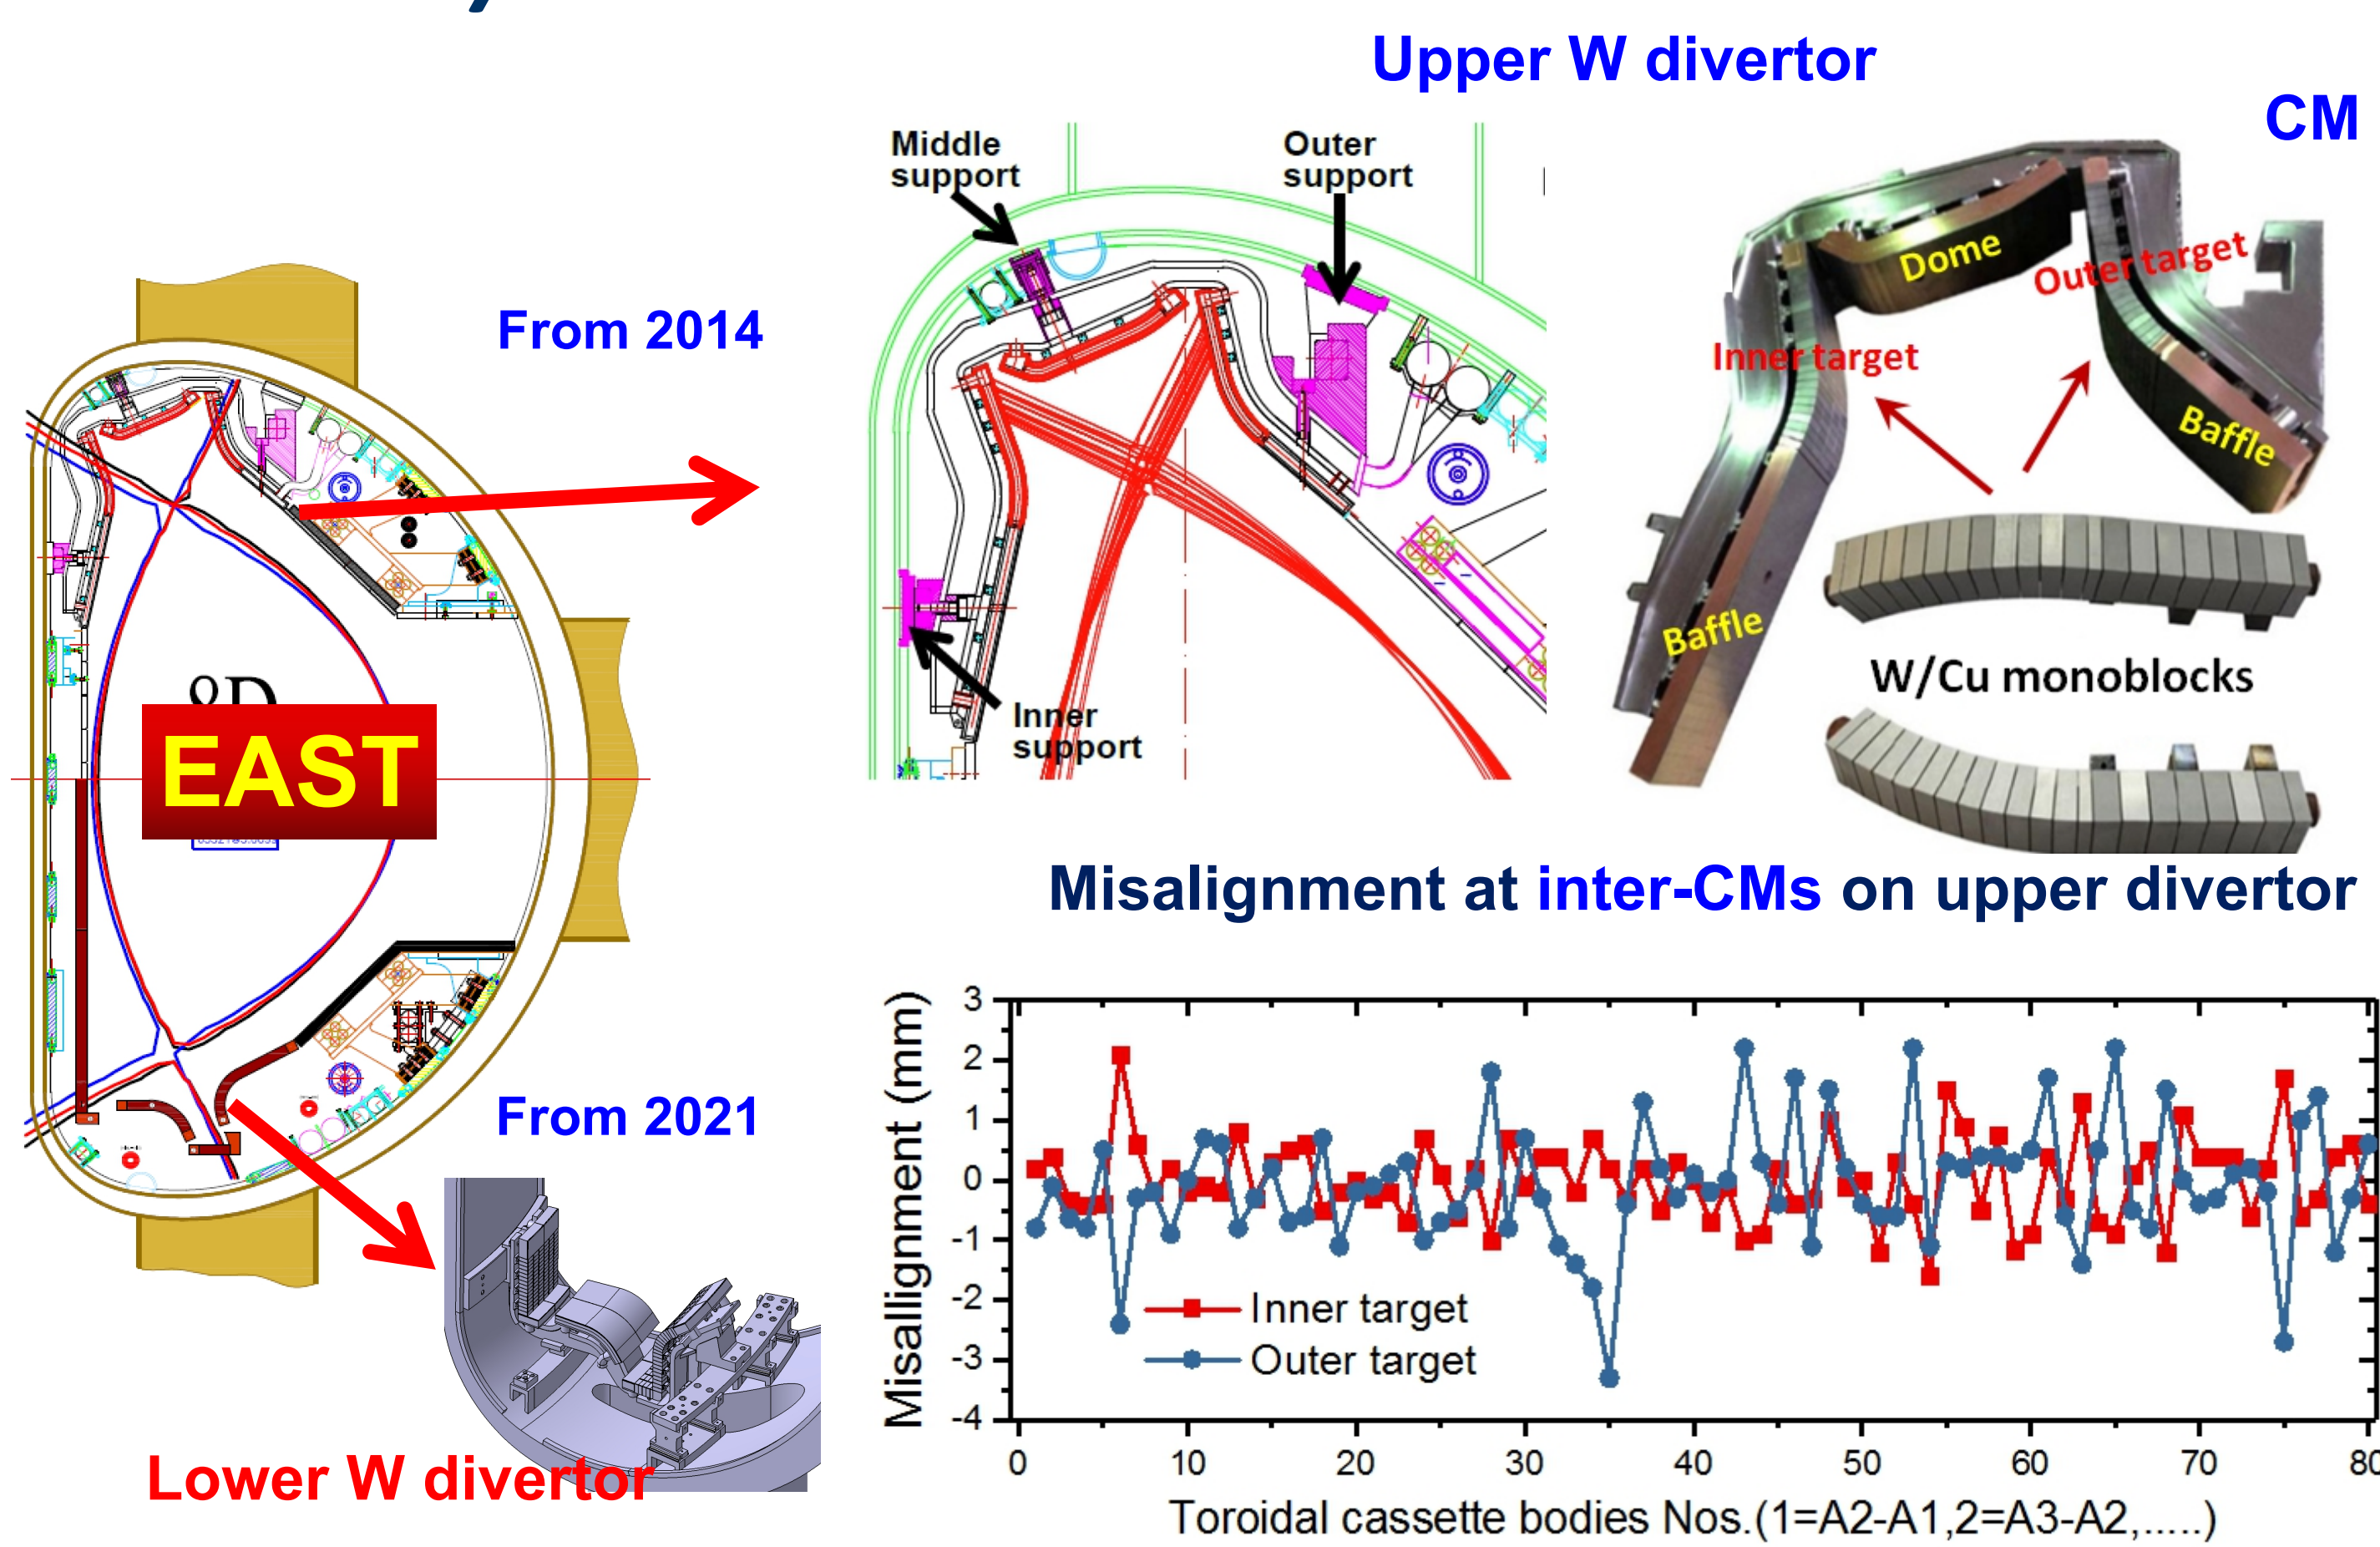 Upper W divertor
CM
Middle
support
Outer
support
Inner
support
Dome
Outer target
Inner target
Baffle
Baffle
W/Cu monoblocks
From 2014
EAST
From 2021
Lower W divertor
Misalignment at inter-CMs on upper divertor
Misallignment (mm)
3
2
1
0
-1
-2
-3
-4
Inner target
Outer target
0
10
20
30
40
50
60
70
80
Toroidal cassette bodies Nos.(1=A2-A1,2=A3-A2,.....)